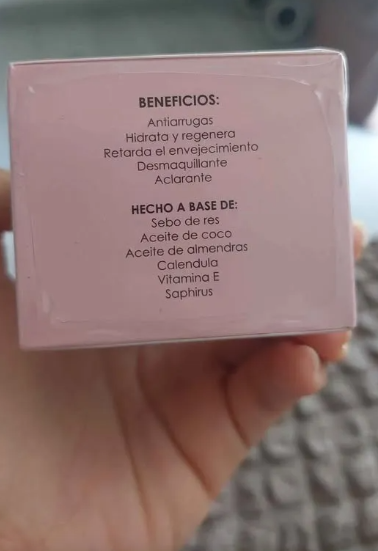 BENEFICIOS:
Antiarrugas
Hidrata y regenera
Retarda el envejecimiento
Desmaquillante
Aclarante
HECHO A BASE DE:
Sebo de res
Aceite de coco
Aceite de almendras
Calendula
Vitamina E
Saphirus